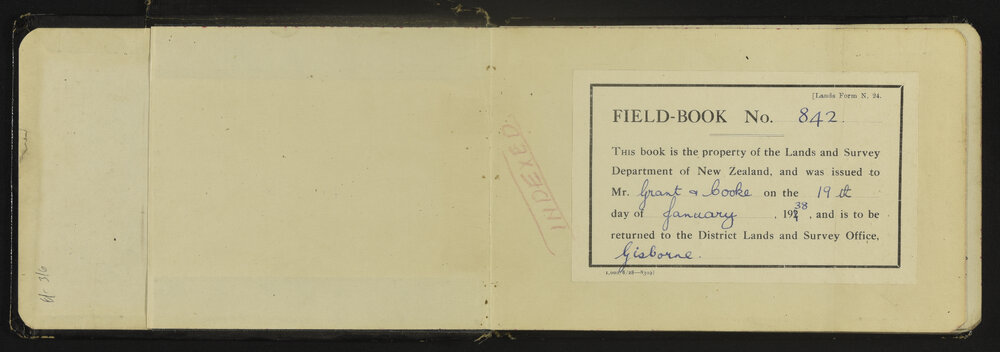 [Lands Form N. 24.
FIELD-BOOK No. 842.
THIS book is the property of the Lands and Survey
Department of New Zealand, and was issued to
Mr. Grant & Cooke on the 19th
day of January, 1938, and is to be
returned to the District Lands and Survey Office,
Gisborne.
INDEXED.